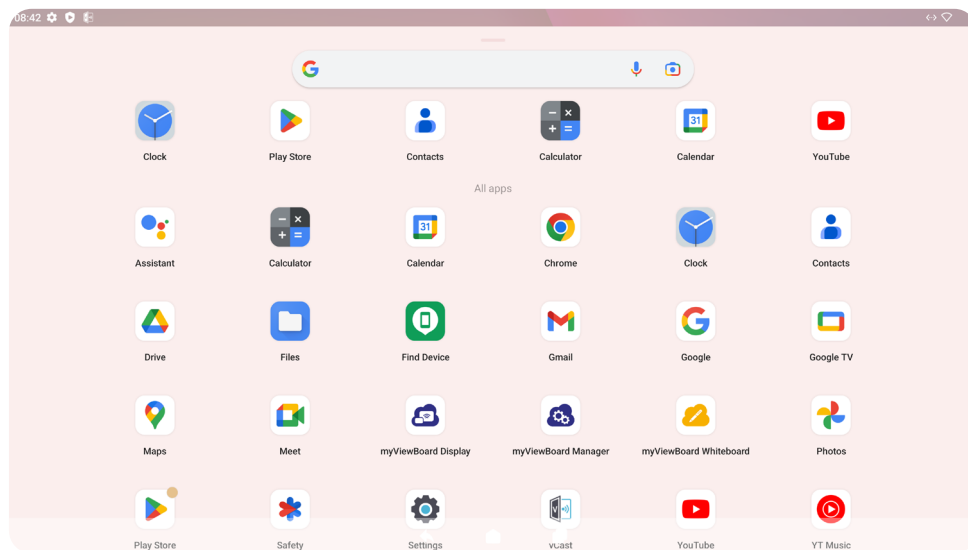 08:42
Clock Play Store Contacts Calculator Calendar YouTube
All apps
Assistant Calculator Calendar Chrome Clock Contacts
Drive Files Find Device Gmail Google Google TV
Maps Meet myViewBoard Display myViewBoard Manager myViewBoard Whiteboard Photos
Play Store Safety Settings vCast YouTube YT Music